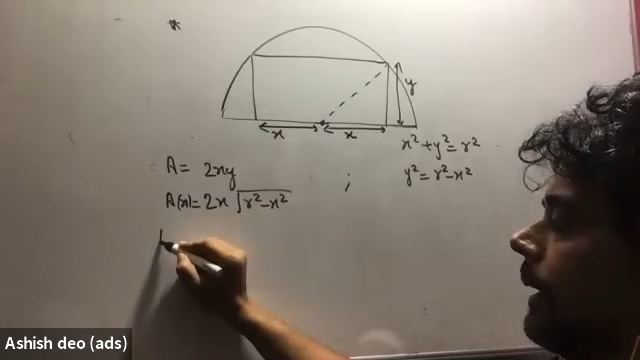 *
y
x x
x² + y² = r²
A = 2xy
; y² = r² - x²
A(x) = 2x √r² - x²
Ashish deo (ads)